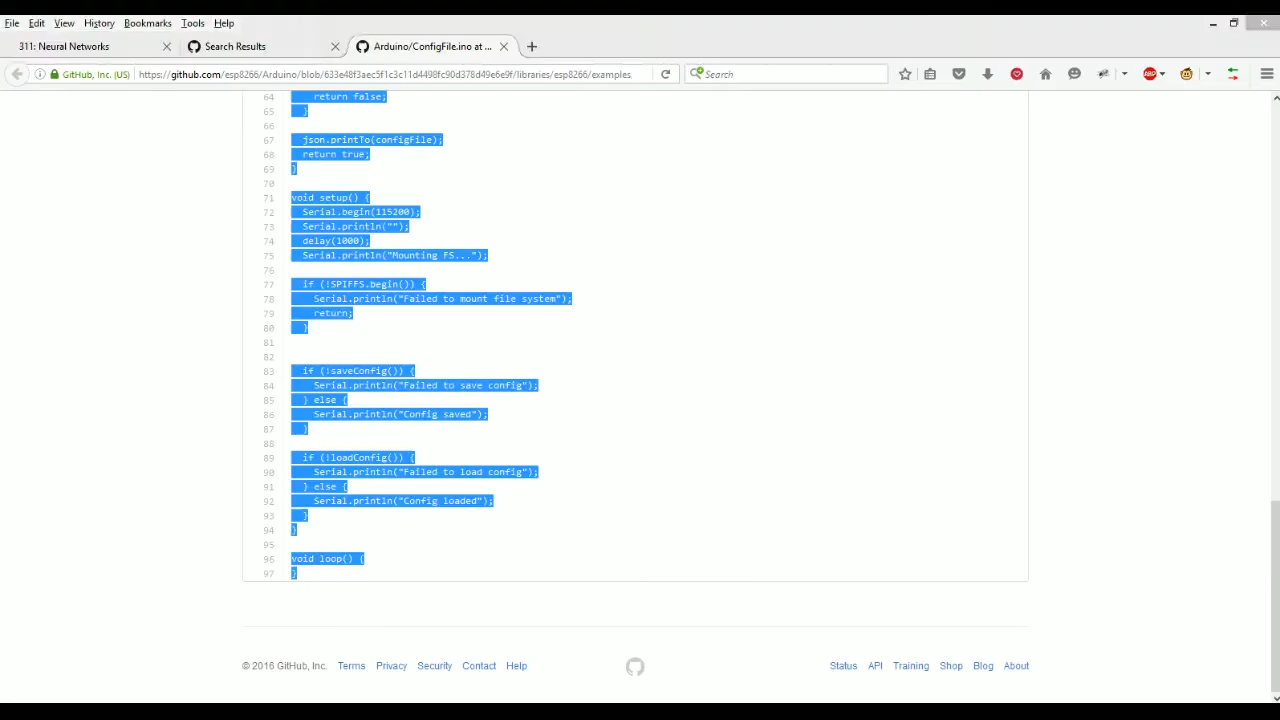 File Edit View History Bookmarks Tools Help
311: Neural Networks Search Results Arduino/ConfigFile.ino at ...
GitHub, Inc. (US) https://github.com/esp8266/Arduino/blob/633e48f3aec5f1c3c11d4498fc90d378d49e6e9f/libraries/esp8266/examples Search
64 return false;
65 }
66
67 json.printTo(configFile);
68 return true;
69 }
70
71 void setup() {
72 Serial.begin(115200);
73 Serial.println("");
74 delay(1000);
75 Serial.println("Mounting FS...");
76
77 if (!SPIFFS.begin()) {
78 Serial.println("Failed to mount file system");
79 return;
80 }
81
82
83 if (!saveConfig()) {
84 Serial.println("Failed to save config");
85 } else {
86 Serial.println("Config saved");
87 }
88
89 if (!loadConfig()) {
90 Serial.println("Failed to load config");
91 } else {
92 Serial.println("Config loaded");
93 }
94 }
95
96 void loop() {
97 }
© 2016 GitHub, Inc. Terms Privacy Security Contact Help Status API Training Shop Blog About